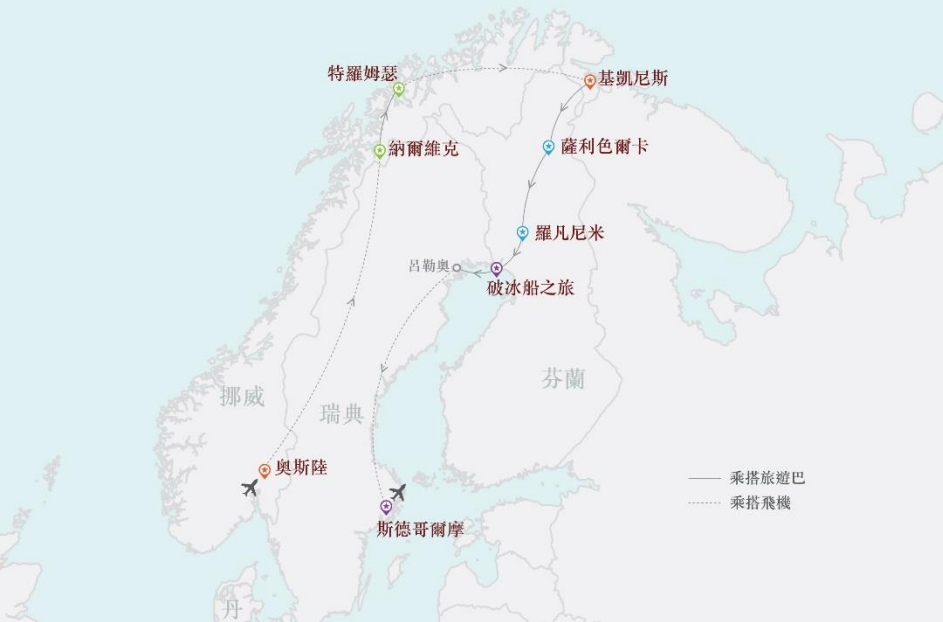 特羅姆瑟
基凱尼斯
納爾維克
薩利色爾卡
羅凡尼米
呂勒奧
破冰船之旅
芬蘭
挪威
瑞典
奧斯陸
乘搭旅遊巴
乘搭飛機
斯德哥爾摩
丹